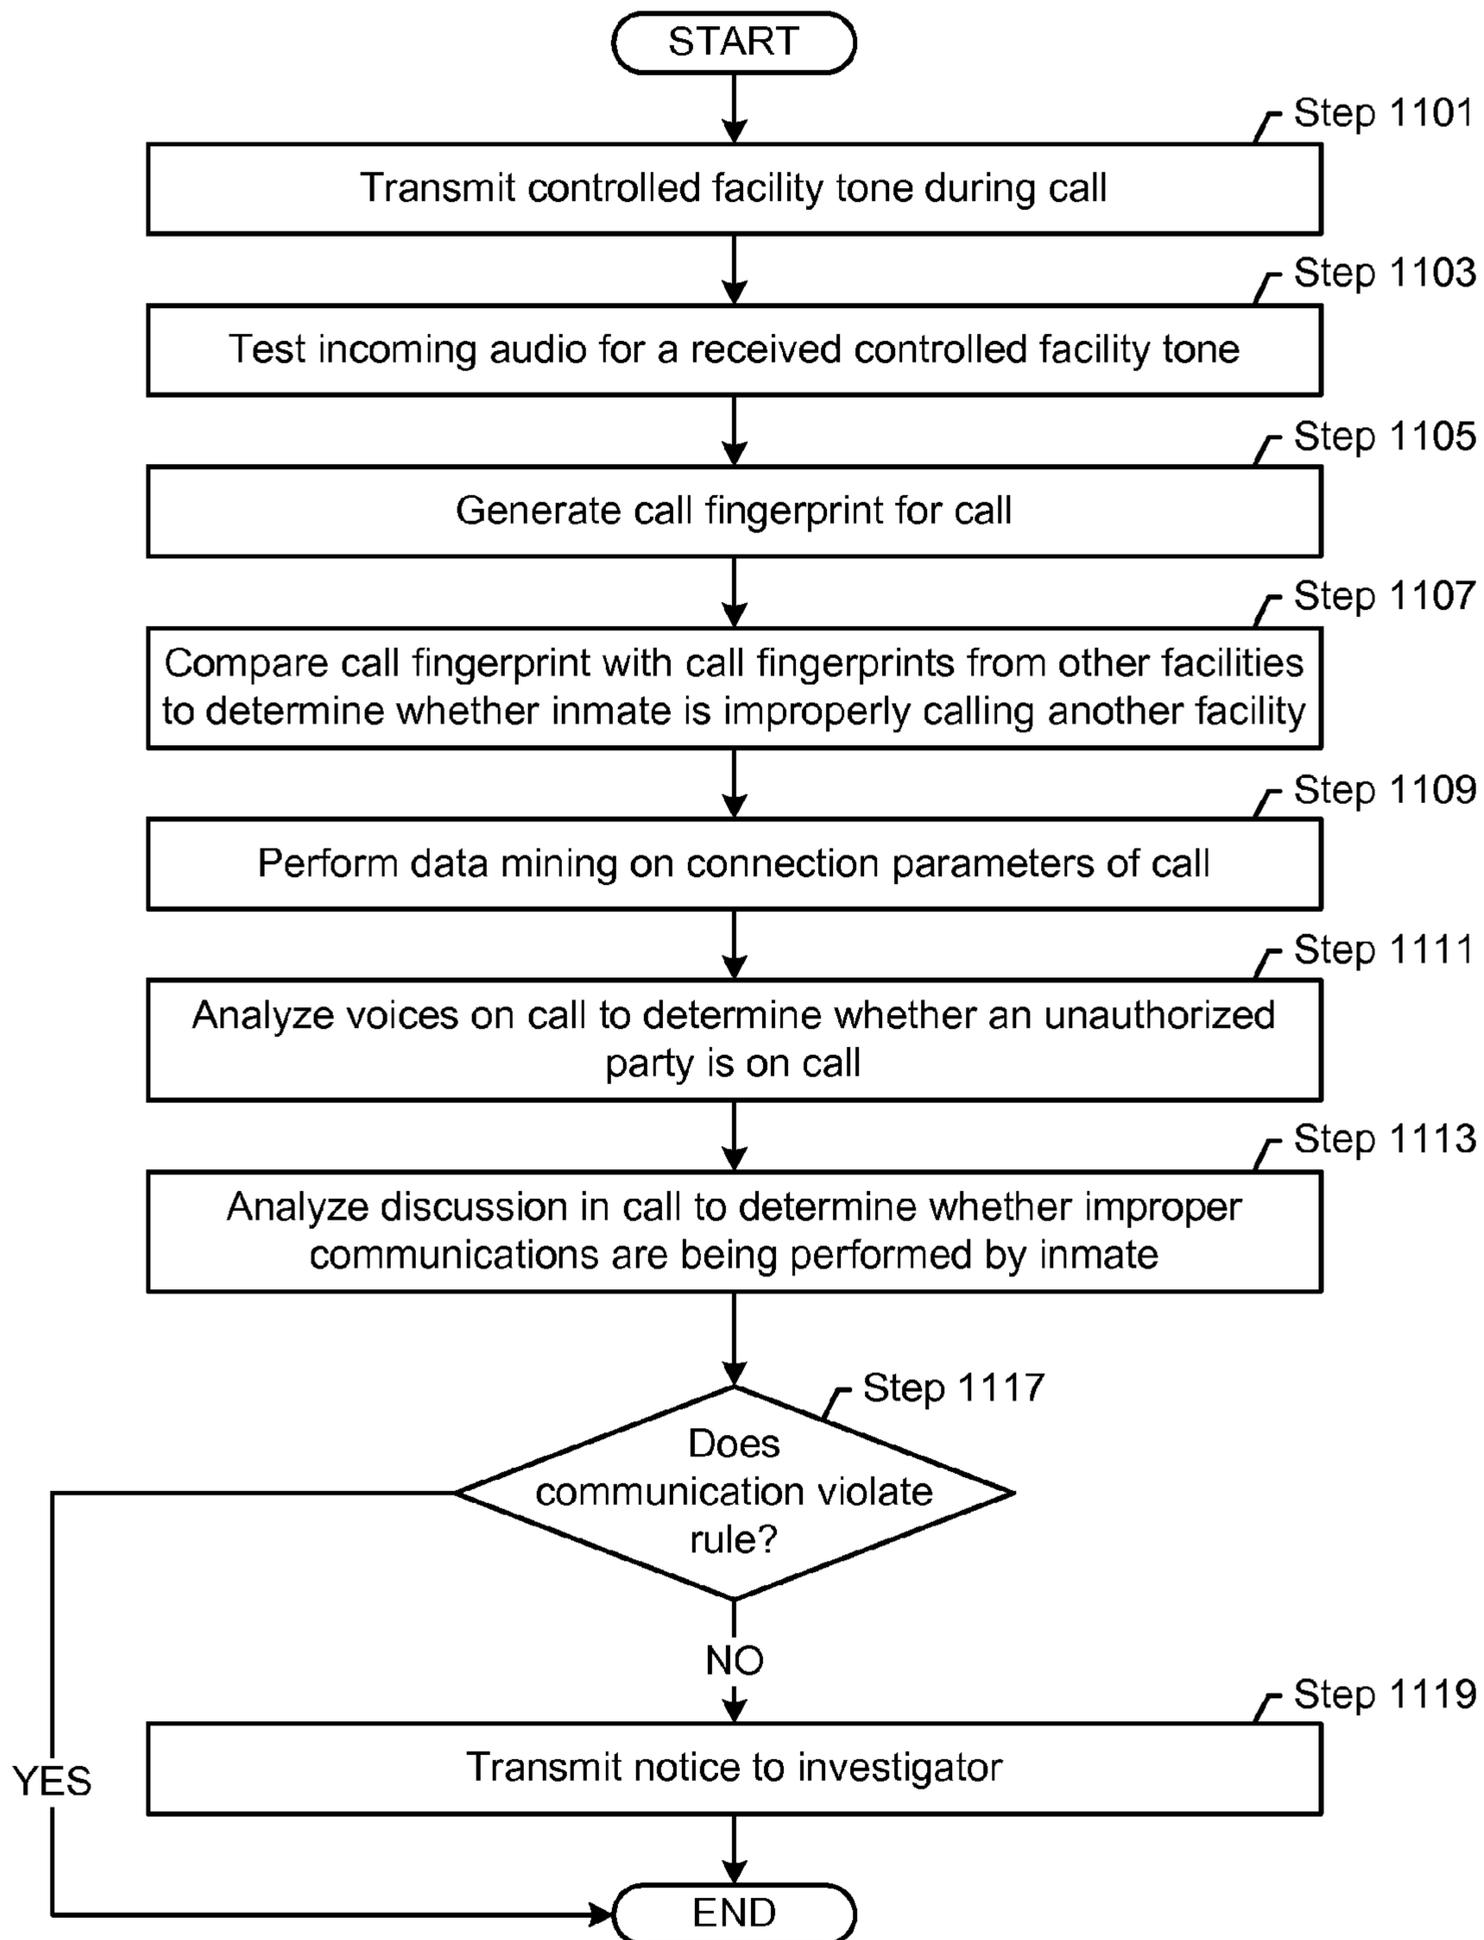 START
Step 1101
Transmit controlled facility tone during call
Step 1103
Test incoming audio for a received controlled facility tone
Step 1105
Generate call fingerprint for call
Step 1107
Compare call fingerprint with call fingerprints from other facilities
to determine whether inmate is improperly calling another facility
Step 1109
Perform data mining on connection parameters of call
Step 1111
Analyze voices on call to determine whether an unauthorized
party is on call
Step 1113
Analyze discussion in call to determine whether improper
communications are being performed by inmate
Step 1117
Does
communication violate
rule?
NO
Step 1119
Transmit notice to investigator
YES
END